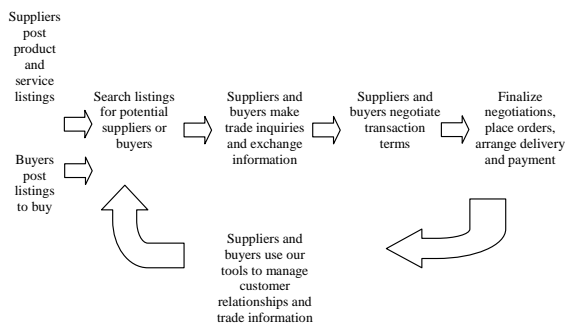 Suppliers
post
product
and
service
listings
Buyers
post
listings
to buy
Search listings
for potential
suppliers or
buyers
Suppliers and
buyers make
trade inquiries
and exchange
information
Suppliers and
buyers negotiate
transaction
terms
Finalize
negotiations,
place orders,
arrange delivery
and payment
Suppliers and
buyers use our
tools to manage
customer
relationships and
trade information